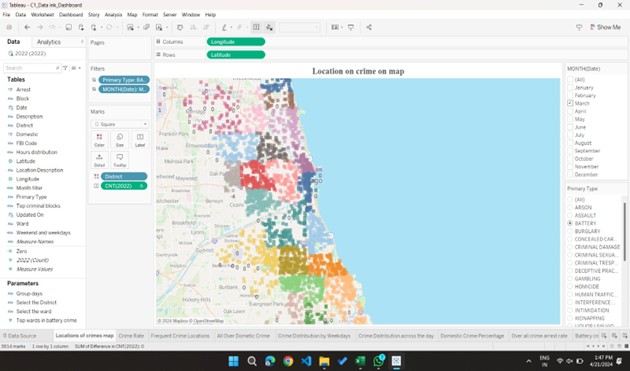 Tableau - C1_Data ink_Dashboard
File Data Worksheet Dashboard Story Analysis Map Format Server Window Help
Show Me
Data Analytics
2022 (2022)
Search
Tables
Arrest
Block
Date
Description
District
Domestic
FBI Code
Hours distribution
Latitude
Location Description
Longitude
Month filter
Primary Type
Top criminal blocks
Updated On
Ward
Weekend and weekdays
Measure Names
Zero
2022 (Count)
Measure Values
Parameters
Group days
Select the District
Select the ward
Top wards in battery crime
Pages
Filters
Primary Type: BA..
MONTH(Date): M..
Marks
Square
Color Size Label
Detail Tooltip
District
CNT(2022)
Columns Longitude
Rows Latitude
Location on crime on map
© 2024 Mapbox © OpenStreetMap
MONTH(Date)
(All)
January
February
March
April
May
June
July
August
September
October
November
December
Primary Type
(All)
ARSON
ASSAULT
BATTERY
BURGLARY
CONCEALED CAR..
CRIMINAL DAMAGE
CRIMINAL SEXUA..
CRIMINAL TRESP
DECEPTIVE PRAC..
GAMBLING
HOMICIDE
HUMAN TRAFFIC..
INTERFERENCE ..
INTIMIDATION
KIDNAPPING
Data Source Locations of crimes map Crime Rate Frequent Crime Locations All Over Dometic Crime Crime Distribution by Weekdays Crime Distribution across the day Domestic Crime Percentage Over all crime arrest rate Battery cri
1 row by 1 column SUM of Difference in CNT(2022): 0
ENG
IN
1:47 PM
4/21/2024